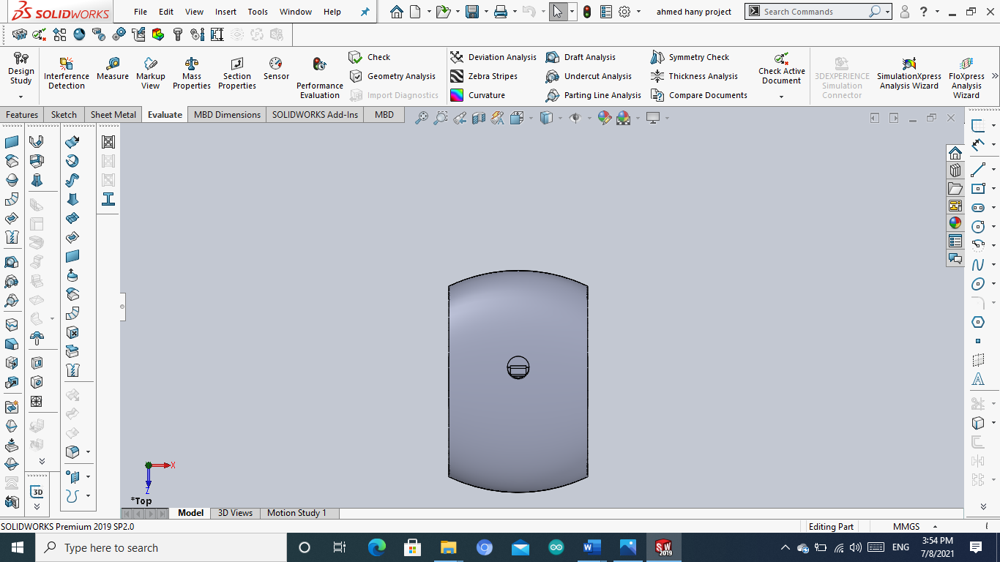 SOLIDWORKS File Edit View Insert Tools Window Help ahmed hany project Search Commands ?
Design Study
Interference Detection
Measure
Markup View
Mass Properties
Section Properties
Sensor
Performance Evaluation
Check
Geometry Analysis
Import Diagnostics
Deviation Analysis
Zebra Stripes
Curvature
Draft Analysis
Undercut Analysis
Parting Line Analysis
Symmetry Check
Thickness Analysis
Compare Documents
Check Active Document
3DEXPERIENCE Simulation Connector
SimulationXpress Analysis Wizard
FloXpress Analysis Wizard
Features Sketch Sheet Metal Evaluate MBD Dimensions SOLIDWORKS Add-Ins MBD
X
Z
3D
*Top
Model 3D Views Motion Study 1
SOLIDWORKS Premium 2019 SP2.0 Editing Part MMGS
Type here to search
SW 2019
ENG
3:54 PM
7/8/2021